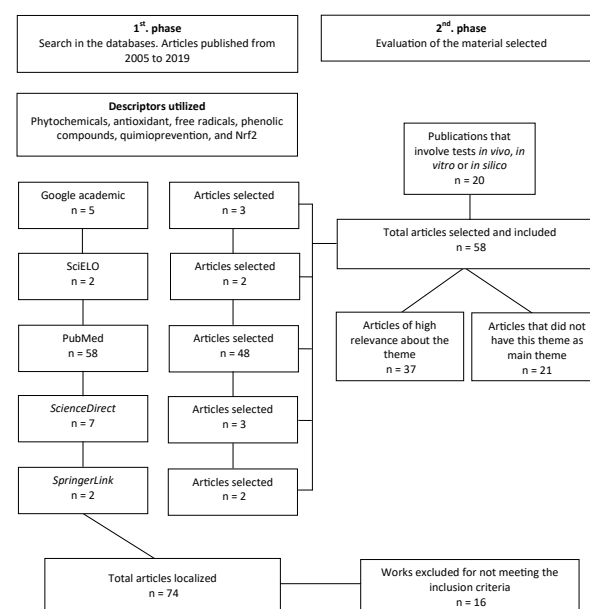 1st. phase
Search in the databases. Articles published from
2005 to 2019
2nd. phase
Evaluation of the material selected
Descriptors utilized
Phytochemicals, antioxidant, free radicals, phenolic
compounds, quimioprevention, and Nrf2
Publications that
involve tests in vivo, in
vitro or in silico
n = 20
Google academic
n = 5
Articles selected
n = 3
Total articles selected and included
n = 58
SciELO
n = 2
Articles selected
n = 2
PubMed
n = 58
Articles selected
n = 48
Articles of high
relevance about the
theme
n = 37
Articles that did not
have this theme as
main theme
n = 21
ScienceDirect
n = 7
Articles selected
n = 3
SpringerLink
n = 2
Articles selected
n = 2
Total articles localized
n = 74
Works excluded for not meeting the
inclusion criteria
n = 16